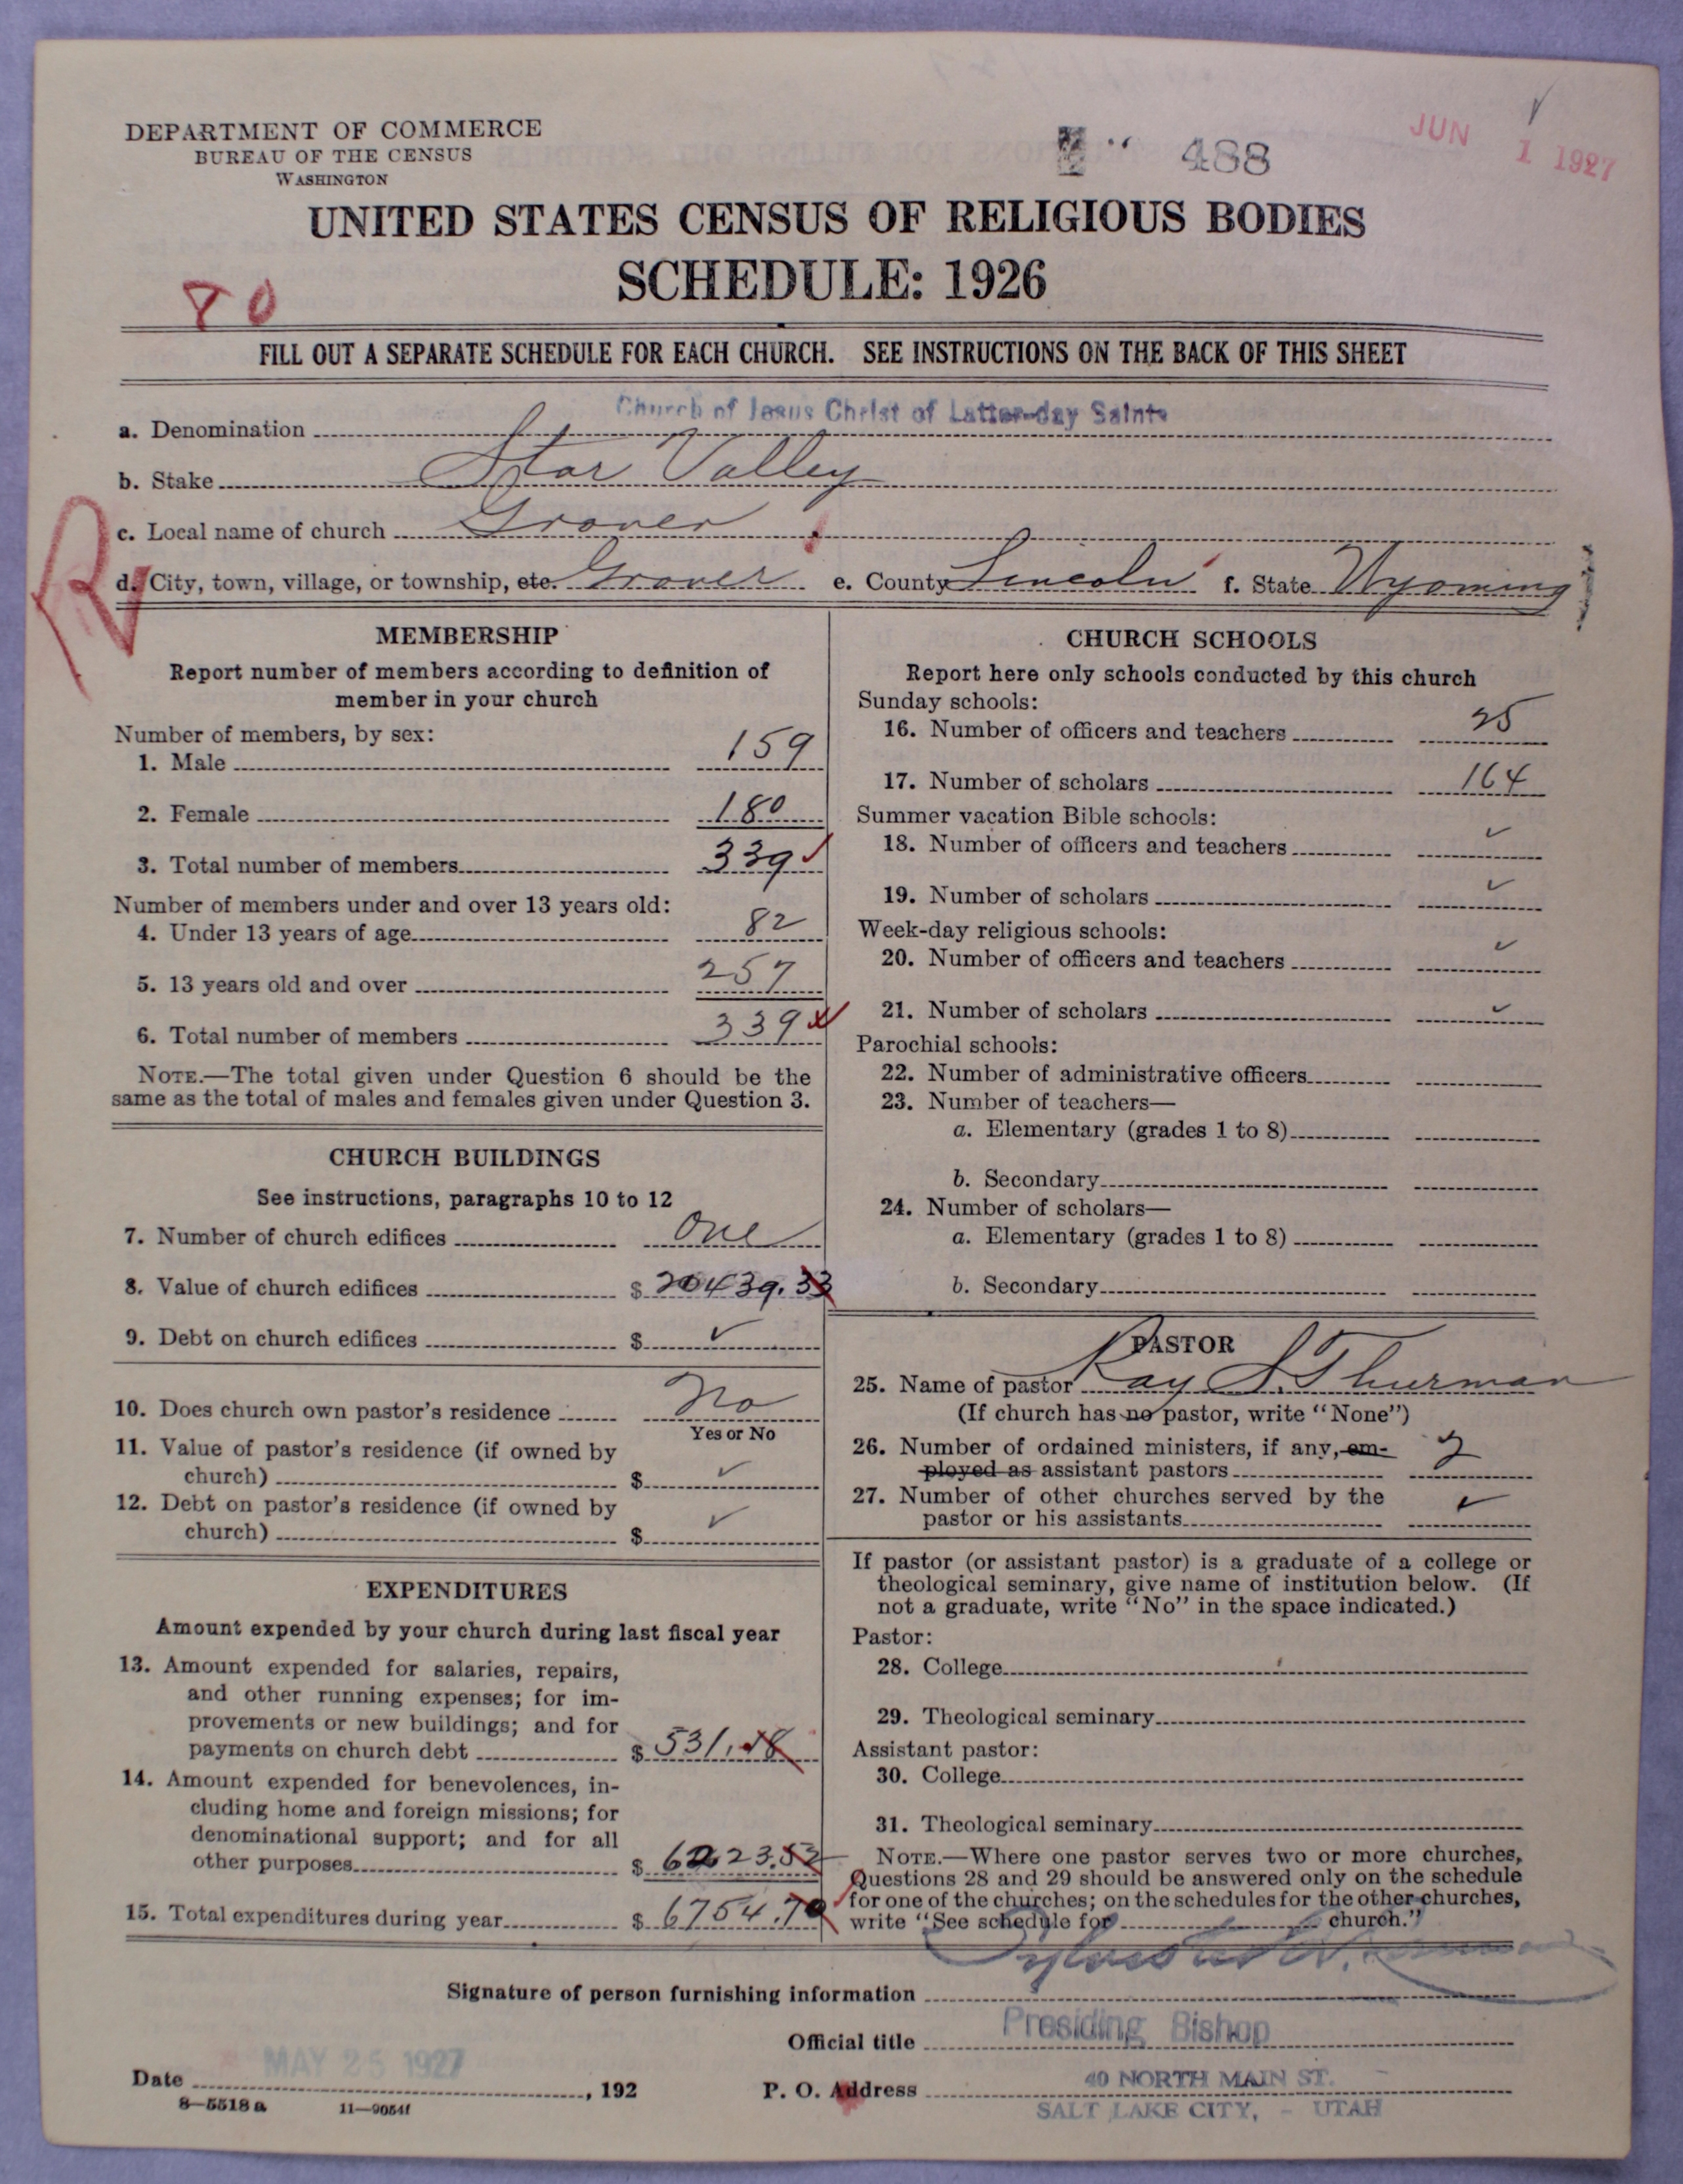 DEPARTMENT OF COMMERCE
BUREAU OF THE CENSUS
WASHINGTON
488
JUN 1 1927
UNITED STATES CENSUS OF RELIGIOUS BODIES
SCHEDULE: 1926
80
FILL OUT A SEPARATE SCHEDULE FOR EACH CHURCH. SEE INSTRUCTIONS ON THE BACK OF THIS SHEET
a. Denomination Church of Jesus Christ of Latter-day Saints
b. Stake Star Valley
c. Local name of church Grover
R
d. City, town, village, or township, etc. Grover e. County Lincoln f. State Wyoming
MEMBERSHIP
Report number of members according to definition of
member in your church
Number of members, by sex:
1. Male 159
2. Female 180
3. Total number of members 339
Number of members under and over 13 years old:
4. Under 13 years of age 82
5. 13 years old and over 257
6. Total number of members 339
NOTE.—The total given under Question 6 should be the
same as the total of males and females given under Question 3.
CHURCH BUILDINGS
See instructions, paragraphs 10 to 12
7. Number of church edifices One
8. Value of church edifices $ 20439.33
9. Debt on church edifices $ ✓
10. Does church own pastor's residence No
Yes or No
11. Value of pastor's residence (if owned by
church) $ ✓
12. Debt on pastor's residence (if owned by
church) $ ✓
EXPENDITURES
Amount expended by your church during last fiscal year
13. Amount expended for salaries, repairs,
and other running expenses; for im-
provements or new buildings; and for
payments on church debt $ 531.18
14. Amount expended for benevolences, in-
cluding home and foreign missions; for
denominational support; and for all
other purposes $
15. Total expenditures during year $ 6754.70
CHURCH SCHOOLS
Report here only schools conducted by this church
Sunday schools:
16. Number of officers and teachers 25
17. Number of scholars 164
Summer vacation Bible schools:
18. Number of officers and teachers ✓
19. Number of scholars ✓
Week-day religious schools:
20. Number of officers and teachers ✓
21. Number of scholars ✓
Parochial schools:
22. Number of administrative officers
23. Number of teachers—
a. Elementary (grades 1 to 8)
b. Secondary
24. Number of scholars—
a. Elementary (grades 1 to 8)
b. Secondary
PASTOR
25. Name of pastor Ray S. Thurman
(If church has no pastor, write "None")
26. Number of ordained ministers, if any, em-
ployed as assistant pastors 2
27. Number of other churches served by the
pastor or his assistants ✓
If pastor (or assistant pastor) is a graduate of a college or
theological seminary, give name of institution below. (If
not a graduate, write "No" in the space indicated.)
Pastor:
28. College
29. Theological seminary
Assistant pastor:
30. College
31. Theological seminary
NOTE.—Where one pastor serves two or more churches,
Questions 28 and 29 should be answered only on the schedule
for one of the churches; on the schedules for the other churches,
write "See schedule for church."
Signature of person furnishing information
Official title Presiding Bishop
Date MAY 25 1927, 192
P. O. Address 40 NORTH MAIN ST.
SALT LAKE CITY, - UTAH
8—5518 a 11—9054f